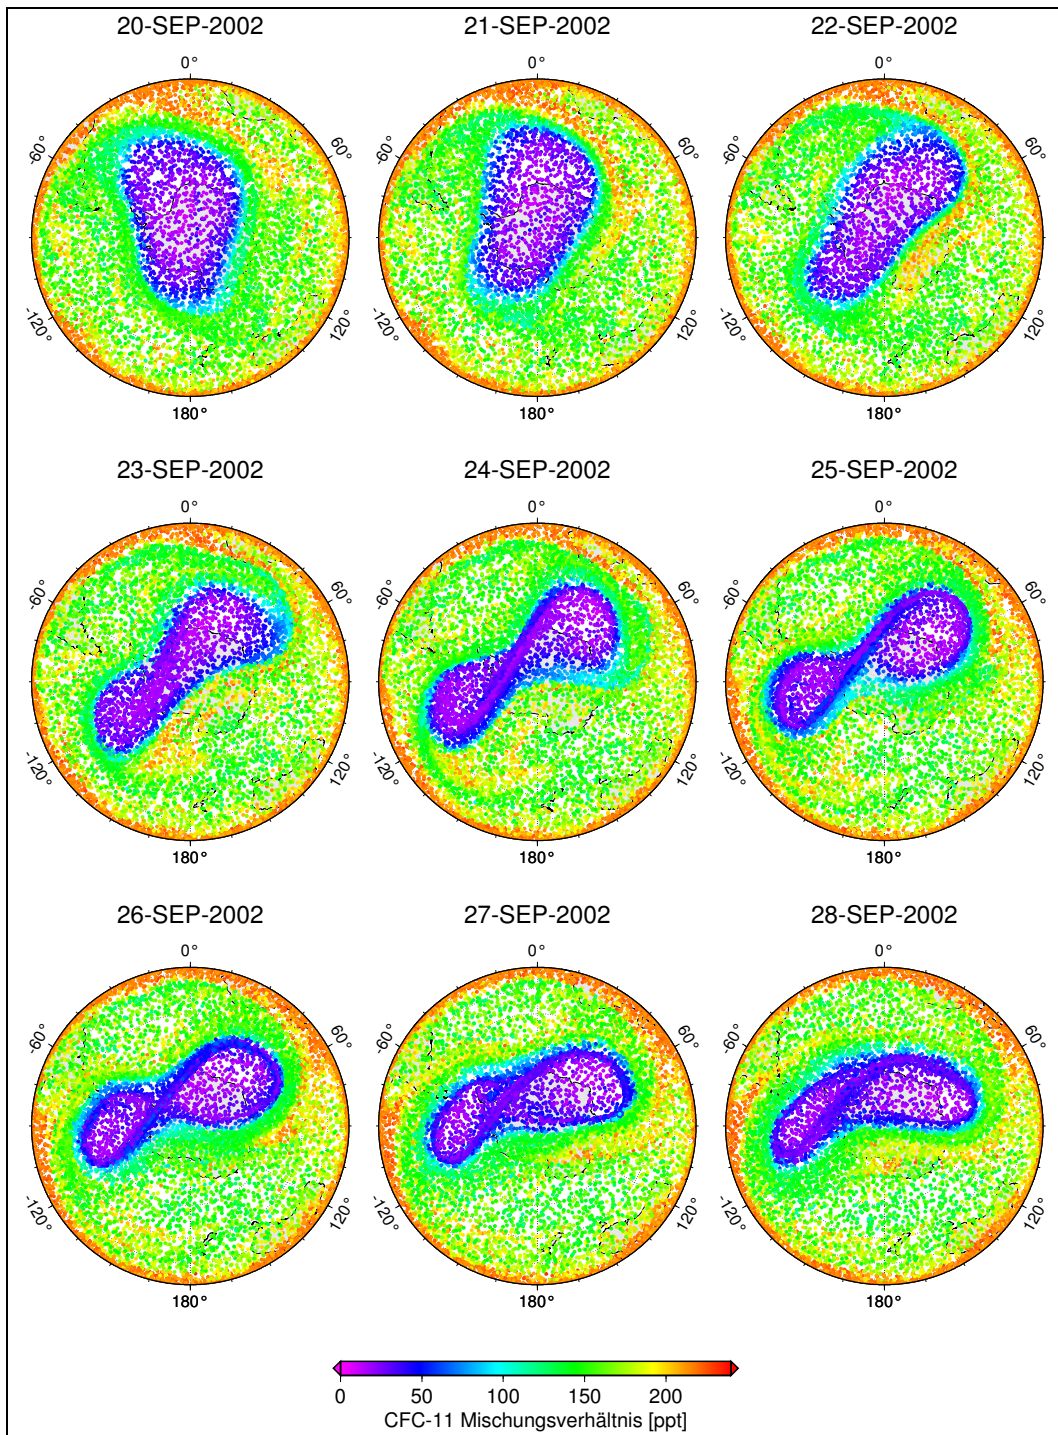 20-SEP-2002 21-SEP-2002 22-SEP-2002
0° 0° 0°
-60° 60° -60° 60° -60° 60°
-120° 120° -120° 120° -120° 120°
180° 180° 180°
23-SEP-2002 24-SEP-2002 25-SEP-2002
0° 0° 0°
-60° 60° -60° 60° -60° 60°
-120° 120° -120° 120° -120° 120°
180° 180° 180°
26-SEP-2002 27-SEP-2002 28-SEP-2002
0° 0° 0°
-60° 60° -60° 60° -60° 60°
-120° 120° -120° 120° -120° 120°
180° 180° 180°
0 50 100 150 200
CFC-11 Mischungsverhältnis [ppt]